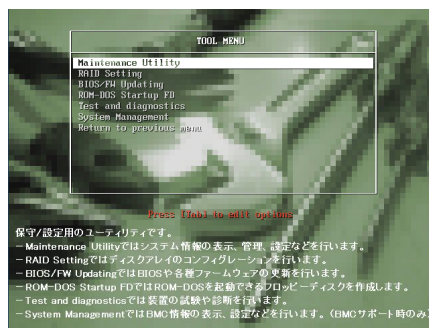 TOOL MENU
Maintenance Utility
RAID Setting
BIOS/FW Updating
ROM-DOS Startup FD
Test and diagnostics
System Management
Return to previous menu
Press [Tab] to edit options
保守/設定用のユーティリティです。
－Maintenance Utilityではシステム情報の表示、管理、設定などを行います。
－RAID Settingではディスクアレイのコンフィグレーションを行います。
－BIOS/FW UpdatingではBIOSや各種ファームウェアの更新を行います。
－ROM-DOS Startup FDではROM-DOSを起動できるフロッピーディスクを作成します。
－Test and diagnosticsでは装置の試験や診断を行います。
－System ManagementではBMC情報の表示、設定などを行います。（BMCサポート時のみ）